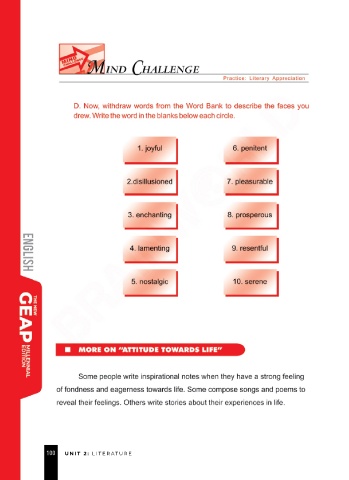 MIND
MIND CHALLENGE
Practice: Literary Appreciation
D. Now, withdraw words from the Word Bank to describe the faces you
drew. Write the word in the blanks below each circle.
1. joyful
6. penitent
2.disillusioned
7. pleasurable
3. enchanting
8. prosperous
4. lamenting
9. resentful
5. nostalgic
10. serene
ENGLISH
THE NEW
GEAP
MILLENNIAL
EDITION
MORE ON “ATTITUDE TOWARDS LIFE”
Some people write inspirational notes when they have a strong feeling
of fondness and eagerness towards life. Some compose songs and poems to
reveal their feelings. Others write stories about their experiences in life.
100 UNIT 2: LITERATURE